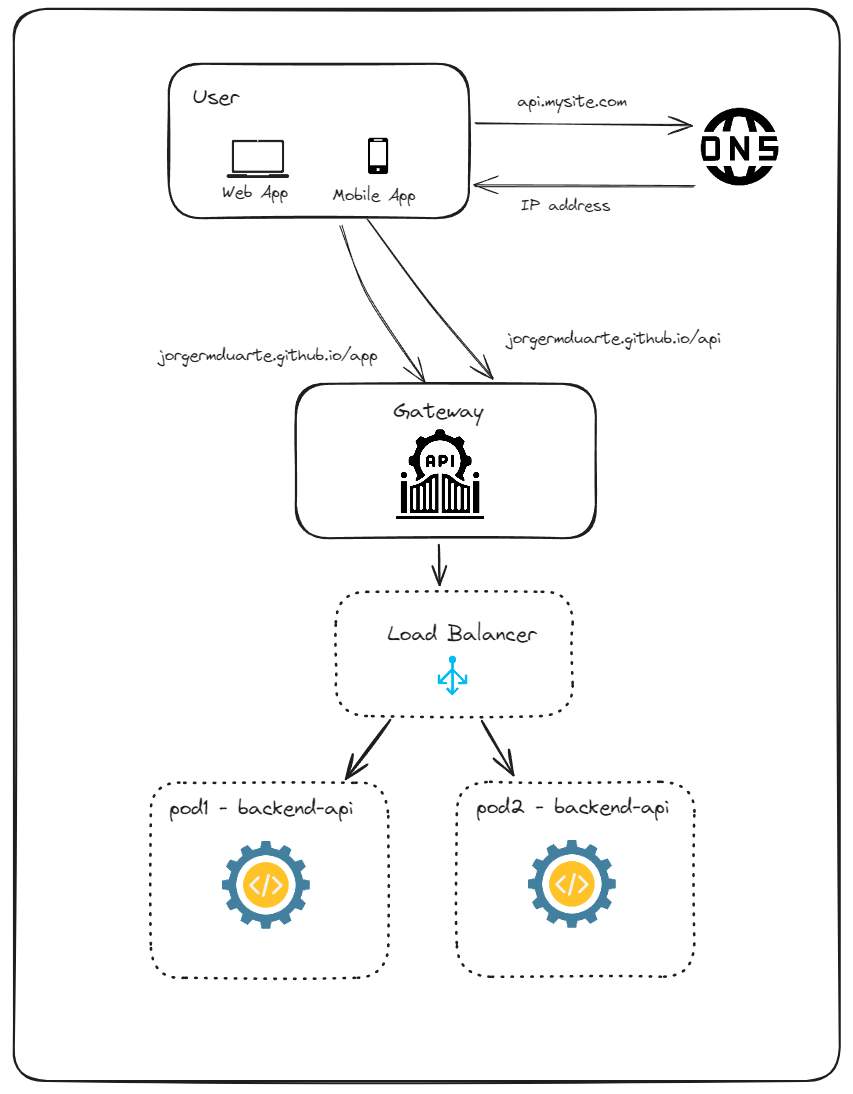 User
api.mysite.com
DNS
Web App
Mobile App
IP address
jorgermduarte.github.io/api
jorgermduarte.github.io/app
Gateway
API
Load Balancer
pod1 - backend-api
pod2 - backend-api
</>
</>